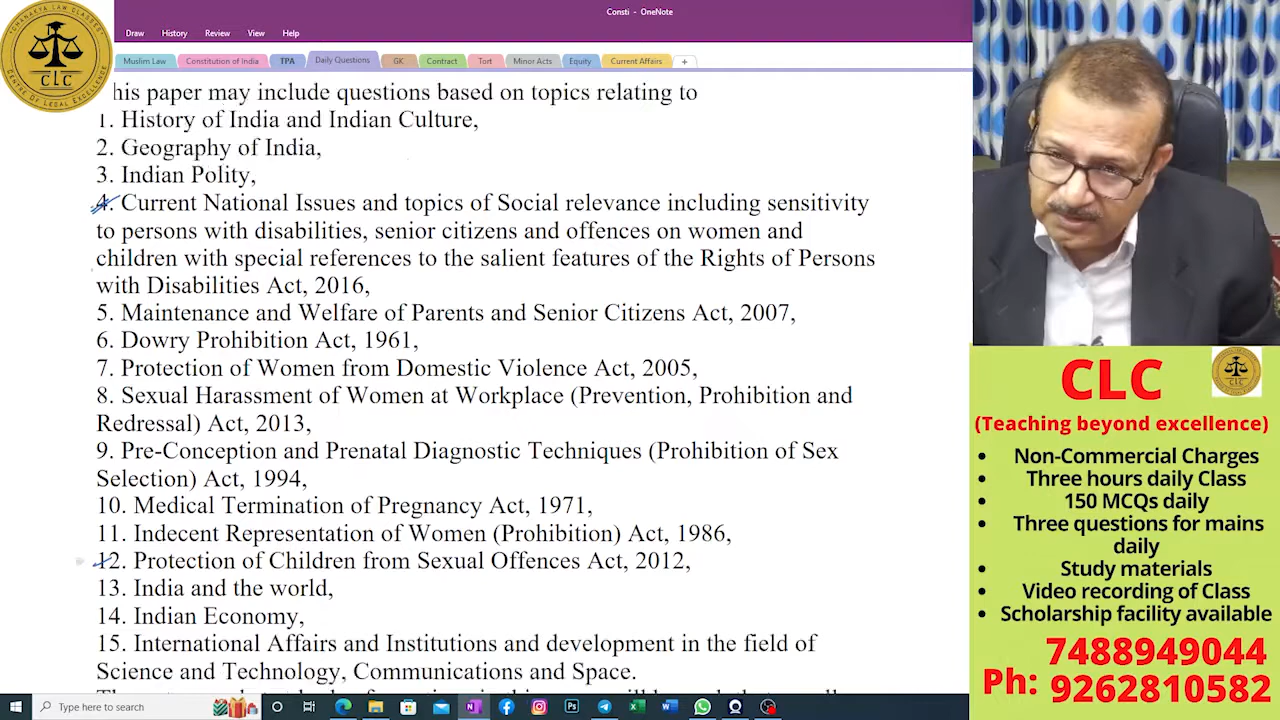 Consti - OneNote
Draw History Review View Help
Muslim Law Constitution of India TPA Daily Questions GK Contract Tort Minor Acts Equity Current Affairs +
"CHANAKYA LAW CLASSES"
CLC
CENTRE OF LEGAL EXCELLENCE
his paper may include questions based on topics relating to
1. History of India and Indian Culture,
2. Geography of India,
3. Indian Polity,
4. Current National Issues and topics of Social relevance including sensitivity
to persons with disabilities, senior citizens and offences on women and
children with special references to the salient features of the Rights of Persons
with Disabilities Act, 2016,
5. Maintenance and Welfare of Parents and Senior Citizens Act, 2007,
6. Dowry Prohibition Act, 1961,
7. Protection of Women from Domestic Violence Act, 2005,
8. Sexual Harassment of Women at Workplace (Prevention, Prohibition and
Redressal) Act, 2013,
9. Pre-Conception and Prenatal Diagnostic Techniques (Prohibition of Sex
Selection) Act, 1994,
10. Medical Termination of Pregnancy Act, 1971,
11. Indecent Representation of Women (Prohibition) Act, 1986,
12. Protection of Children from Sexual Offences Act, 2012,
13. India and the world,
14. Indian Economy,
15. International Affairs and Institutions and development in the field of
Science and Technology, Communications and Space.
CLC
(Teaching beyond excellence)
• Non-Commercial Charges
• Three hours daily Class
• 150 MCQs daily
• Three questions for mains
daily
• Study materials
• Video recording of Class
• Scholarship facility available
Ph: 7488949044
9262810582
Type here to search